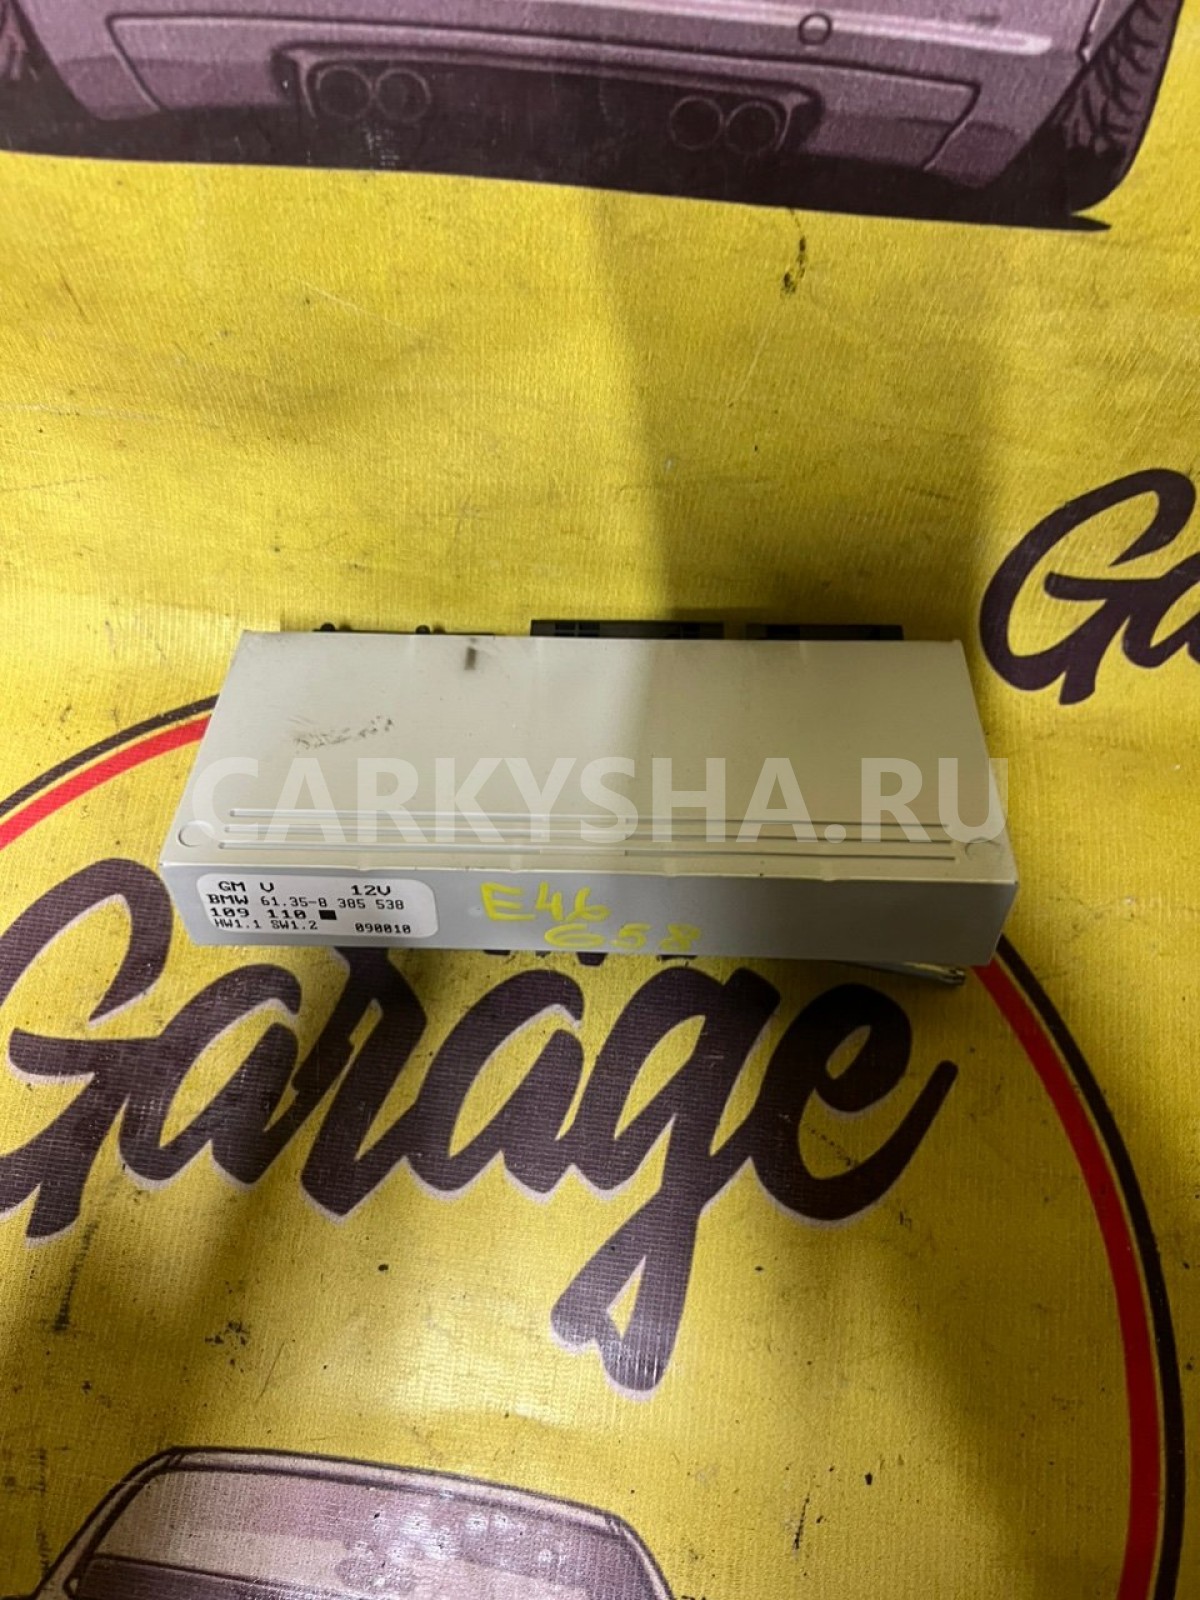 Ga
CARKYSHA.RU
GM V 12V
BMW 61.35-8 385 538
109 110
HW1.1 SW1.2 090010
E46
658
Garage